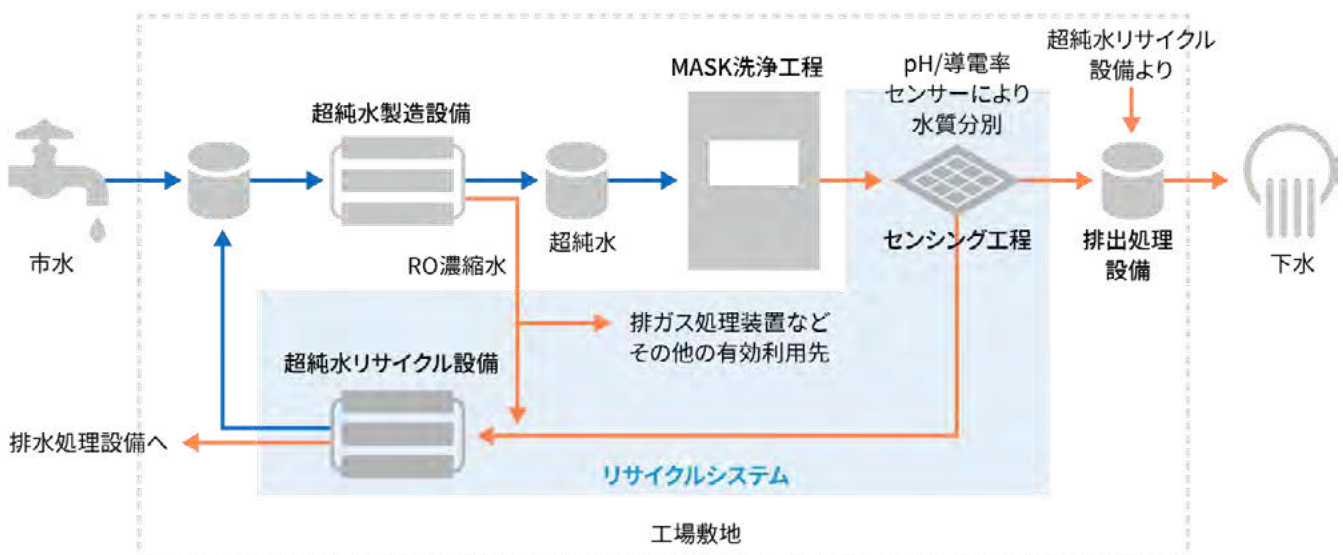 超純水リサイクル
設備より
MASK洗浄工程
pH/導電率
センサーにより
水質分別
超純水製造設備
市水
超純水
センシング工程
排出処理
設備
下水
RO濃縮水
排ガス処理装置など
その他の有効利用先
超純水リサイクル設備
排水処理設備へ
リサイクルシステム
工場敷地